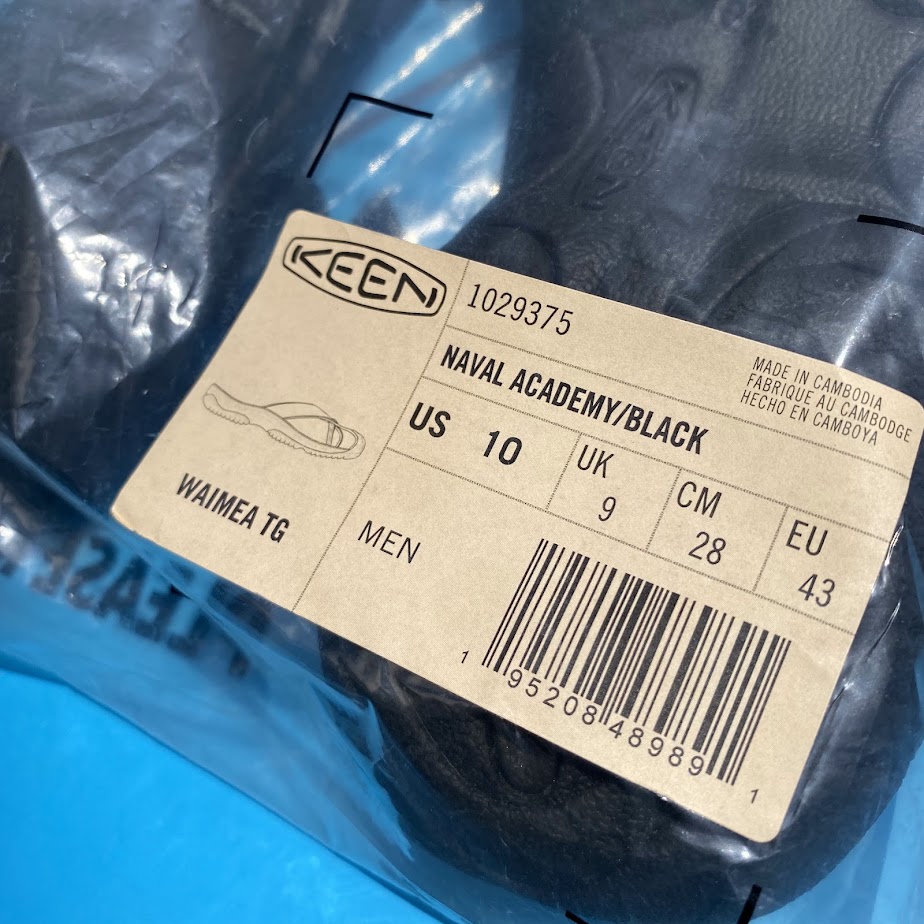 KEEN
1029375
NAVAL ACADEMY/BLACK
MADE IN CAMBODIA
FABRIQUE AU CAMBODGE
HECHO EN CAMBOYA
US 10
UK 9
CM 28
EU 43
WAIMEA TG
MEN
1 95208 48989 1